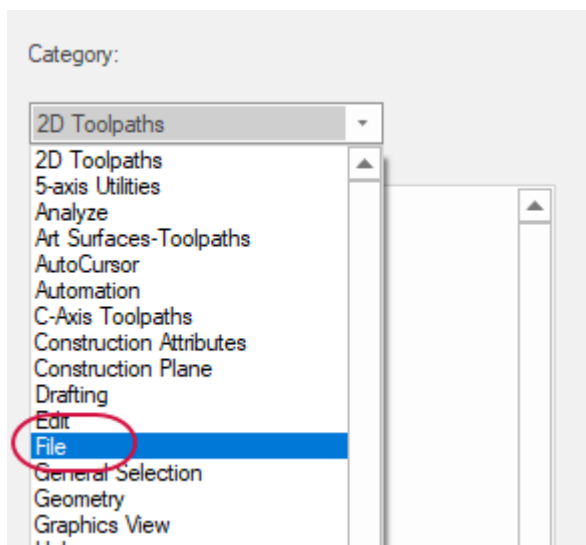 Category:
2D Toolpaths
2D Toolpaths
5-axis Utilities
Analyze
Art Surfaces-Toolpaths
AutoCursor
Automation
C-Axis Toolpaths
Construction Attributes
Construction Plane
Drafting
Edit
File
General Selection
Geometry
Graphics View